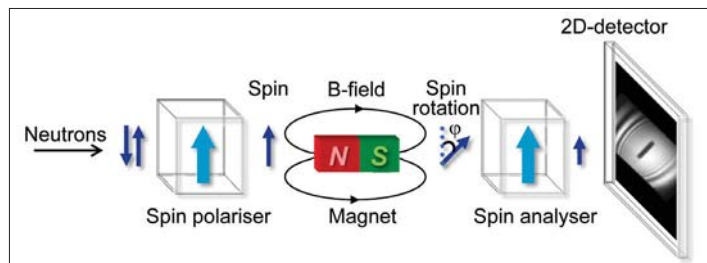 2D-detector
Spin
B-field
Spin
rotation
φ
Neutrons
N S
Spin polariser
Magnet
Spin analyser